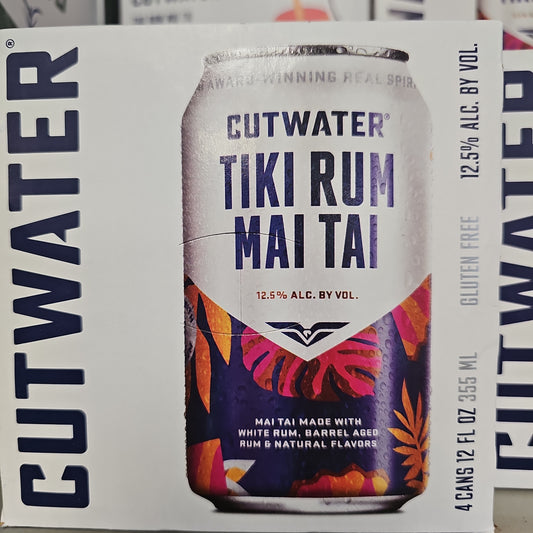 CUTWATER®
AWARD-WINNING REAL SPIR
CUTWATER®
TIKI RUM
MAI TAI
12.5% ALC. BY VOL.
MAI TAI MADE WITH
WHITE RUM, BARREL AGED
RUM & NATURAL FLAVORS
4 CANS 12 FL OZ 355 ML GLUTEN FREE 12.5% ALC. BY VOL.
CUTWATER